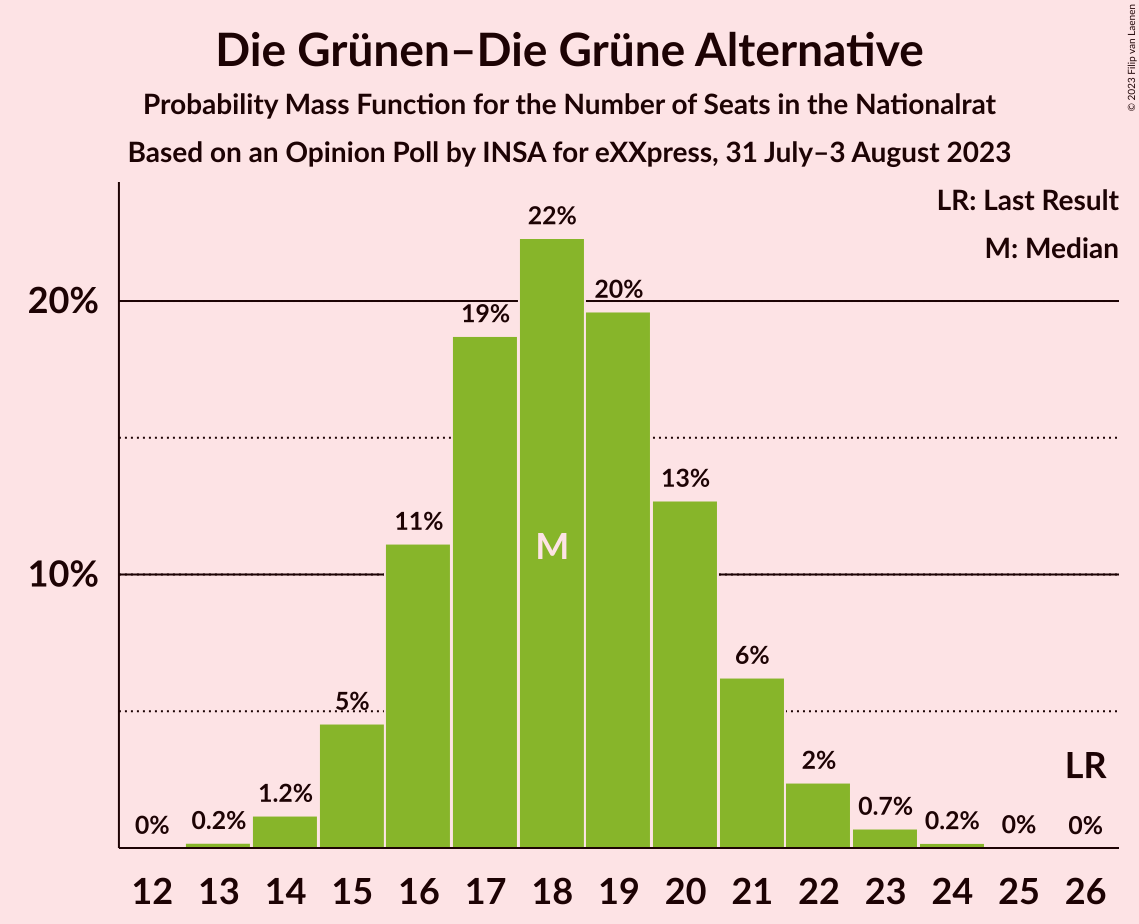 Die Grünen–Die Grüne Alternative
Probability Mass Function for the Number of Seats in the Nationalrat
Based on an Opinion Poll by INSA for eXXpress, 31 July–3 August 2023
© 2023 Filip van Laenen
LR: Last Result
M: Median
22%
20%
20%
19%
13%
11%
M
10%
6%
5%
LR
2%
1.2%
0.7%
0%
0.2%
0.2%
0%
0%
12 13 14 15 16 17 18 19 20 21 22 23 24 25 26